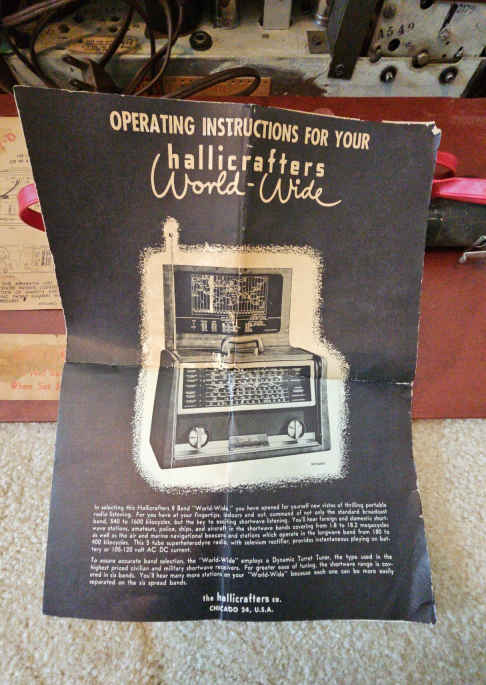 A549
OPERATING INSTRUCTIONS FOR YOUR
hallicrafters
World-Wide
In selecting this Hallicrafters 8 Band "World-Wide," you have opened for yourself new vistas of thrilling portable
radio listening. For you have at your fingertips, indoors and out, command of not only the standard broadcast
band, 540 to 1600 kilocycles, but the key to exciting shortwave listening. You'll hear foreign and domestic short-
wave stations, amateurs, police, ships, and aircraft in the shortwave bands covering from 1.8 to 18.2 megacycles
as well as the air and marine navigational beacons and stations which operate in the longwave band from 180 to
400 kilocycles. This 5 tube superheterodyne radio, with selenium rectifier, provides instantaneous playing on bat-
tery or 105-120 volt AC DC current.
To assure accurate band selection, the "World-Wide" employs a Dynamic Turret Tuner, the type used in the
highest priced civilian and military shortwave receivers. For greater ease of tuning, the shortwave range is cov-
ered in six bands. You'll hear many more stations on your "World-Wide" because each one can be more easily
separated on the six spread bands.
the hallicrafters co.
CHICAGO 24, U.S.A.
When Set